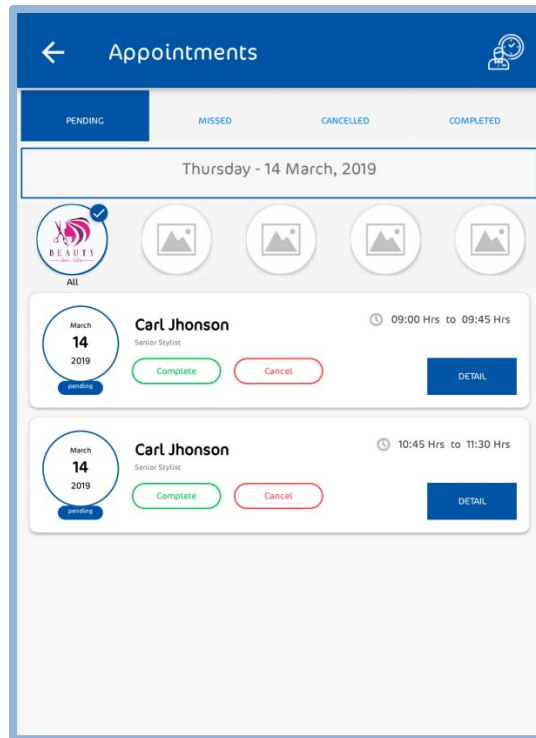 Appointments
PENDING MISSED CANCELLED COMPLETED
Thursday - 14 March, 2019
BEAUTY
All
March
14
2019
pending
Carl Jhonson
Senior Stylist
Complete Cancel
09:00 Hrs to 09:45 Hrs
DETAIL
March
14
2019
pending
Carl Jhonson
Senior Stylist
Complete Cancel
10:45 Hrs to 11:30 Hrs
DETAIL